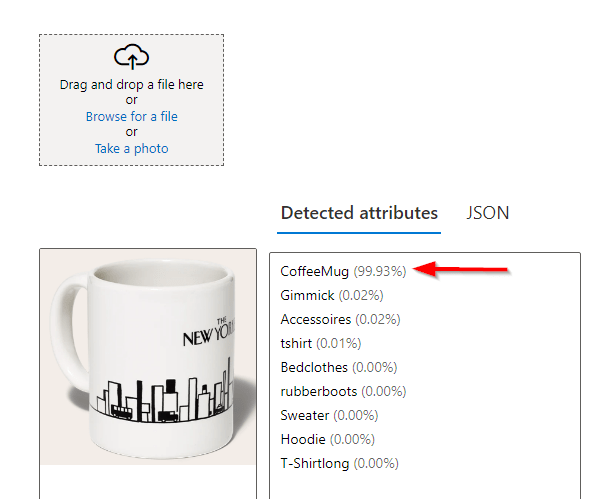 Drag and drop a file here
or
Browse for a file
or
Take a photo
Detected attributes
JSON
CoffeeMug (99.93%)
Gimmick (0.02%)
Accessoires (0.02%)
tshirt (0.01%)
Bedclothes (0.00%)
rubberboots (0.00%)
Sweater (0.00%)
Hoodie (0.00%)
T-Shirtlong (0.00%)
THE
NEW YOR